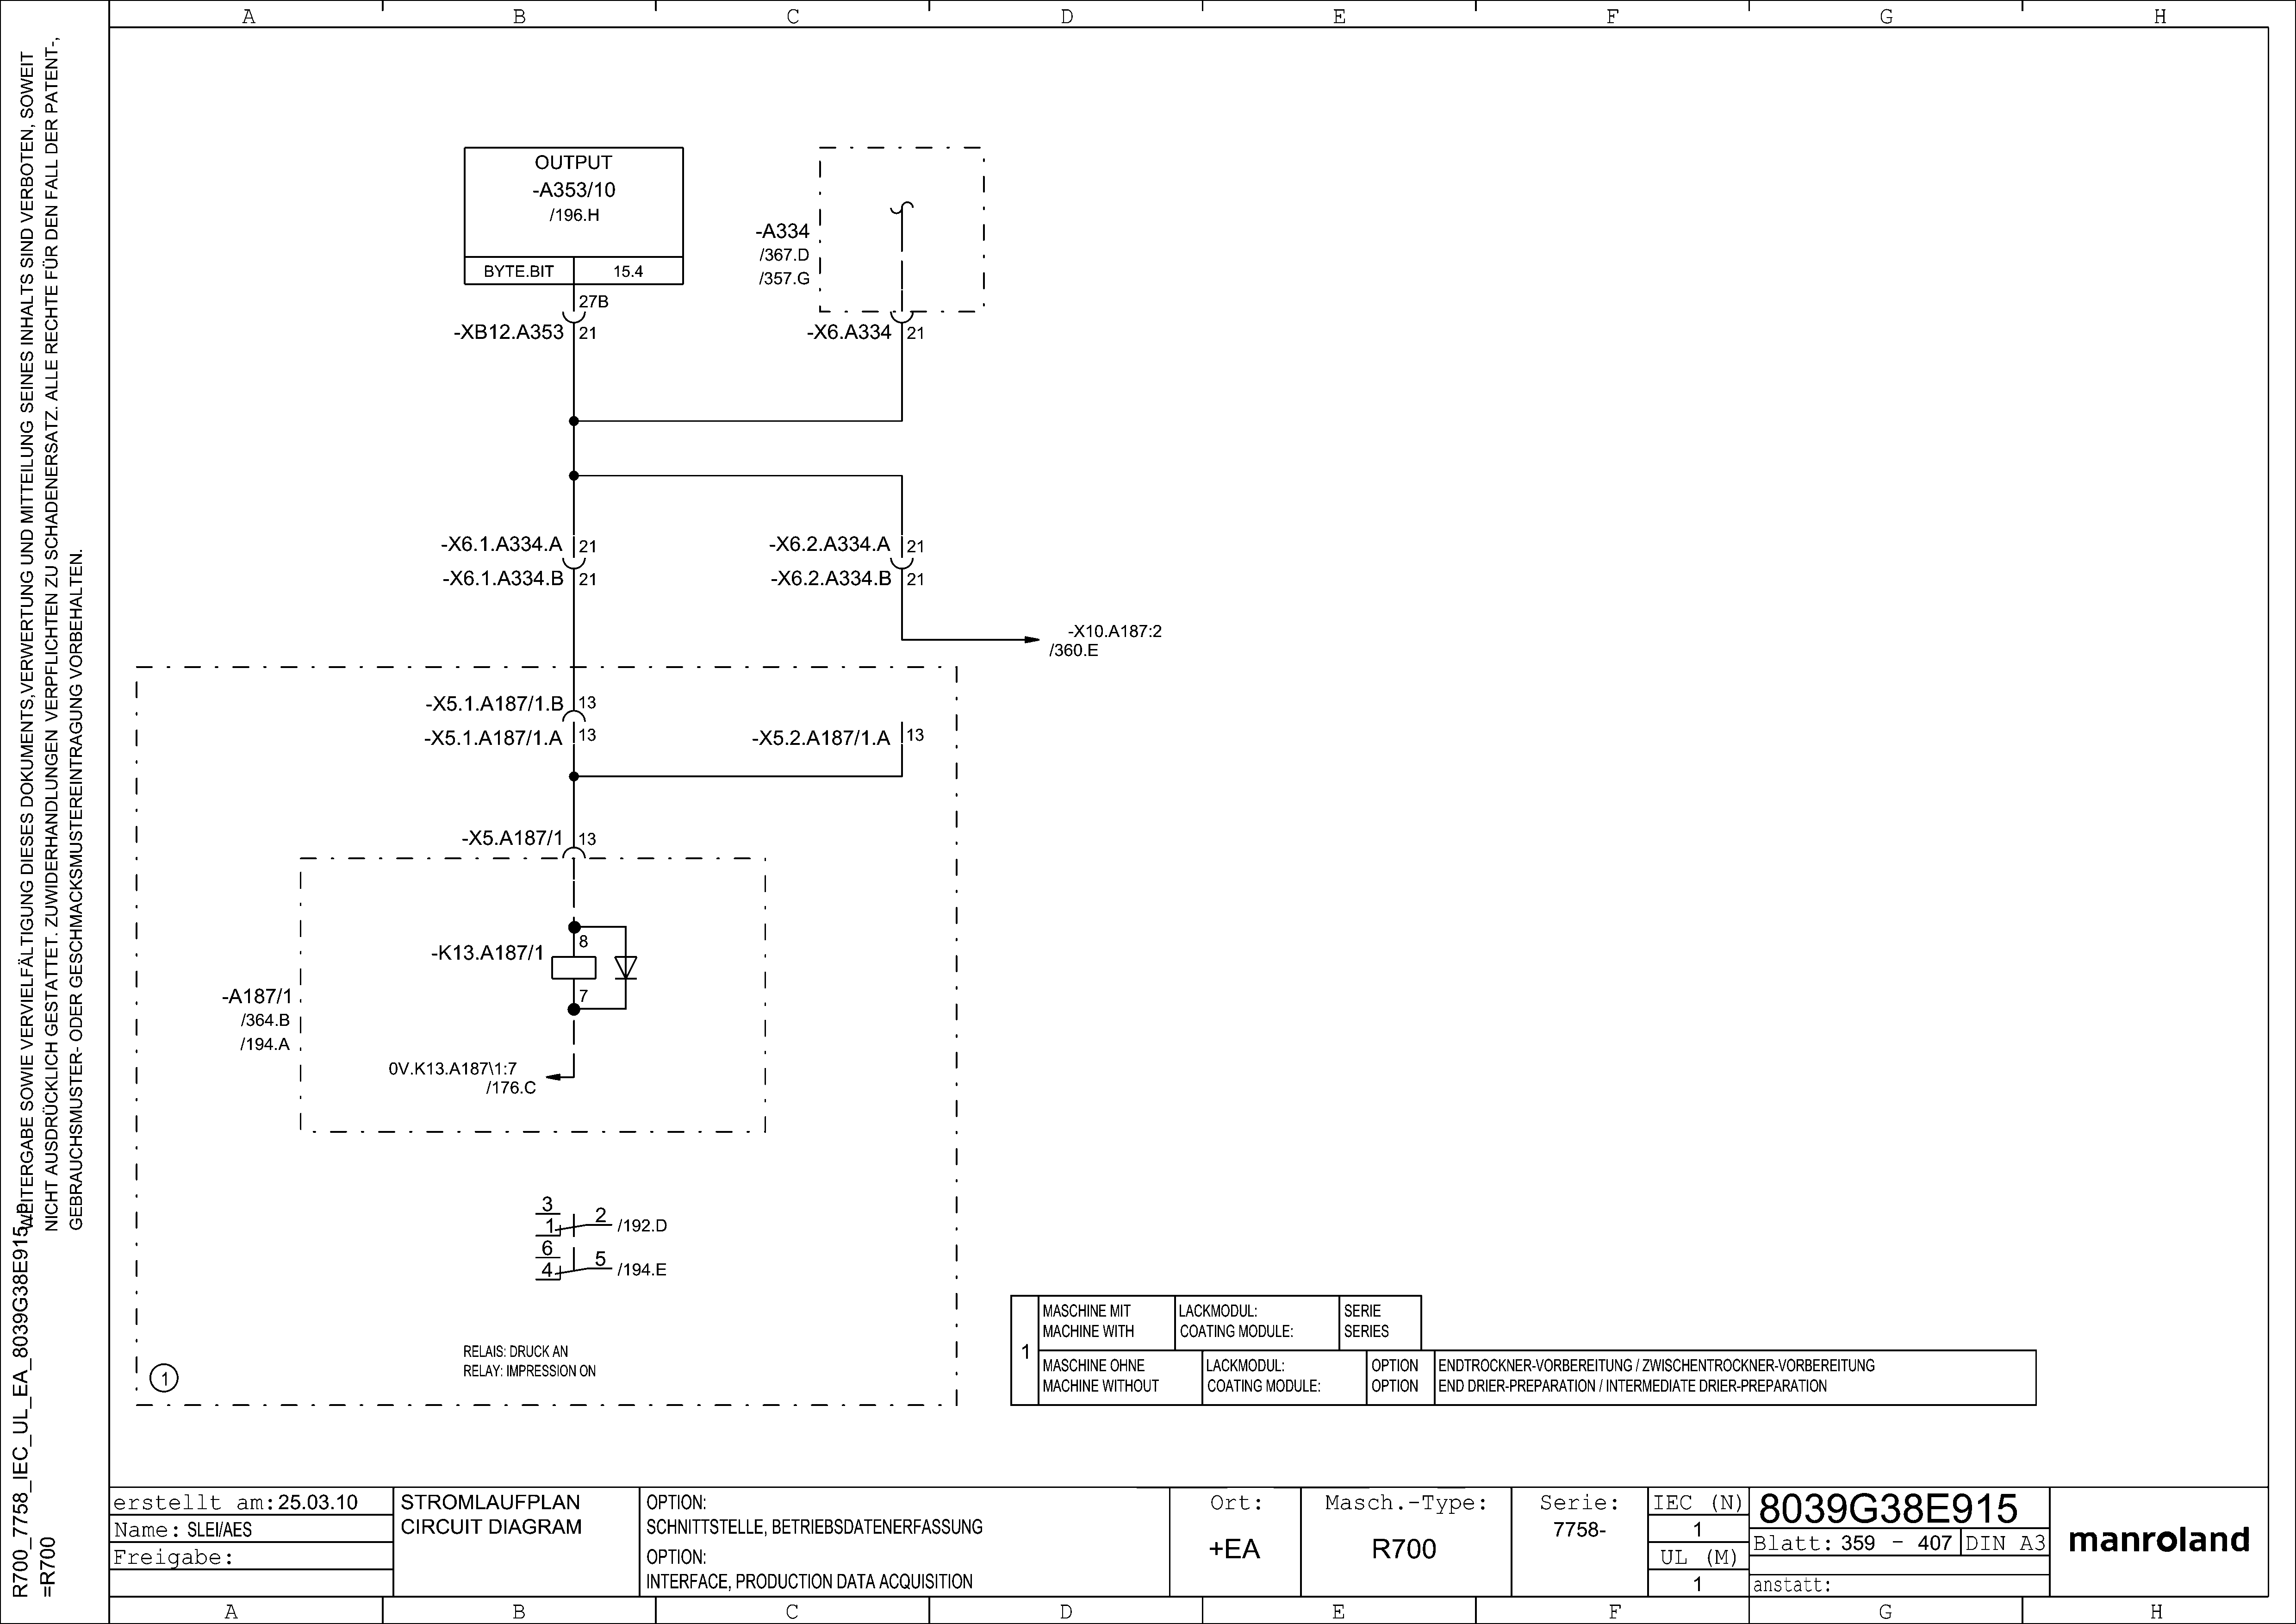 A B C D E F G H
WEITERGABE SOWIE VERVIELFÄLTIGUNG DIESES DOKUMENTS,VERWERTUNG UND MITTEILUNG SEINES INHALTS SIND VERBOTEN, SOWEIT
NICHT AUSDRÜCKLICH GESTATTET. ZUWIDERHANDLUNGEN VERPFLICHTEN ZU SCHADENERSATZ. ALLE RECHTE FÜR DEN FALL DER PATENT-,
GEBRAUCHSMUSTER- ODER GESCHMACKSMUSTEREINTRAGUNG VORBEHALTEN.
=R700
OUTPUT
-A353/10
/196.H
BYTE.BIT 15.4
27B
-XB12.A353 21
-A334
/367.D
/357.G
-X6.A334 21
-X6.1.A334.A 21
-X6.1.A334.B 21
-X6.2.A334.A 21
-X6.2.A334.B 21
-X10.A187:2
/360.E
-X5.1.A187/1.B 13
-X5.1.A187/1.A 13
-X5.2.A187/1.A 13
-X5.A187/1 13
8
-K13.A187/1
7
-A187/1
/364.B
/194.A
0V.K13.A187\1:7
/176.C
3
1 2 /192.D
6
4 5 /194.E
RELAIS: DRUCK AN
RELAY: IMPRESSION ON
1
1
MASCHINE MIT LACKMODUL: SERIE
MACHINE WITH COATING MODULE: SERIES
MASCHINE OHNE LACKMODUL: OPTION ENDTROCKNER-VORBEREITUNG / ZWISCHENTROCKNER-VORBEREITUNG
MACHINE WITHOUT COATING MODULE: OPTION END DRIER-PREPARATION / INTERMEDIATE DRIER-PREPARATION
erstellt am: 25.03.10
Name: SLEI/AES
Freigabe:
STROMLAUFPLAN
CIRCUIT DIAGRAM
OPTION:
SCHNITTSTELLE, BETRIEBSDATENERFASSUNG
OPTION:
INTERFACE, PRODUCTION DATA ACQUISITION
Ort:
+EA
Masch.-Type:
R700
Serie:
7758-
IEC (N)
1
UL (M)
1
8039G38E915
Blatt: 359 - 407 DIN A3
anstatt:
manroland
A B C D E F G H